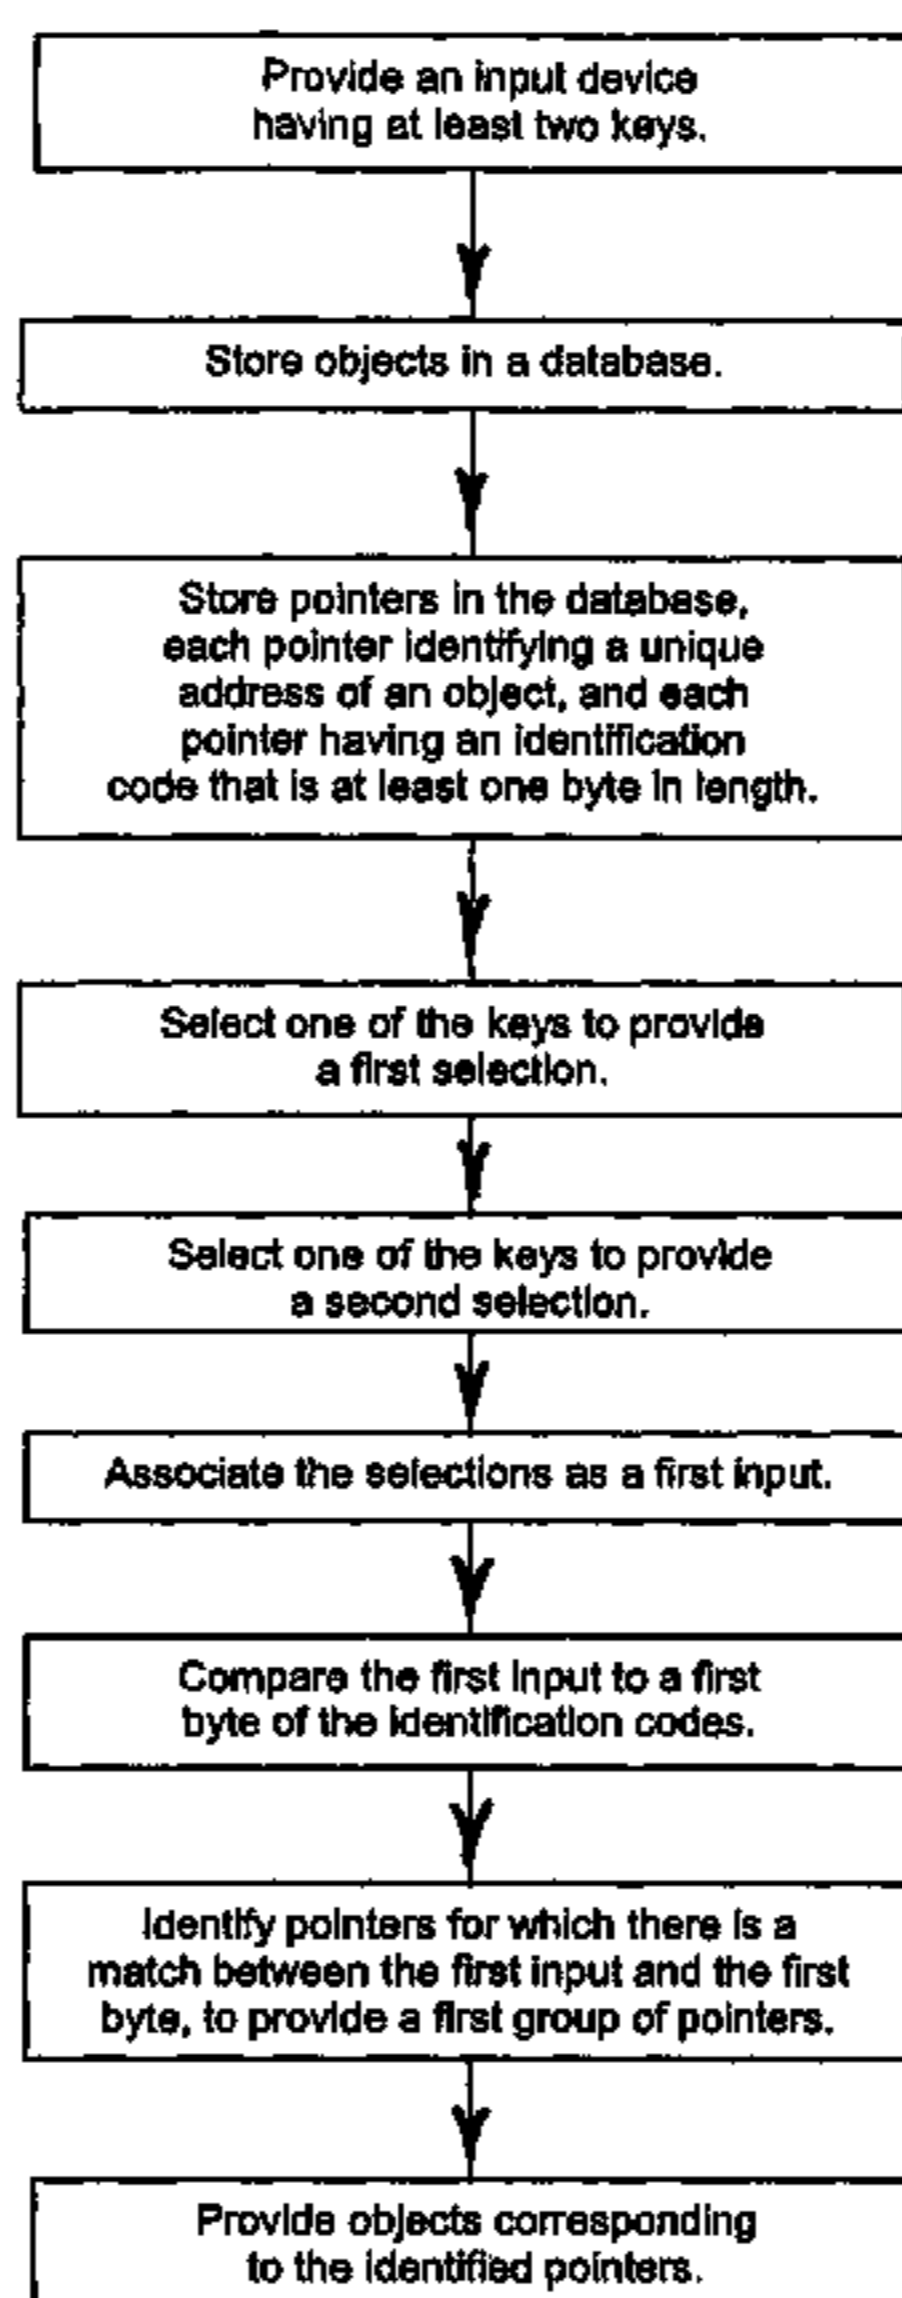 Provide an input device
having at least two keys.
Store objects in a database.
Store pointers in the database,
each pointer identifying a unique
address of an object, and each
pointer having an identification
code that is at least one byte in length.
Select one of the keys to provide
a first selection.
Select one of the keys to provide
a second selection.
Associate the selections as a first input.
Compare the first input to a first
byte of the identification codes.
Identify pointers for which there is a
match between the first input and the first
byte, to provide a first group of pointers.
Provide objects corresponding
to the identified pointers.